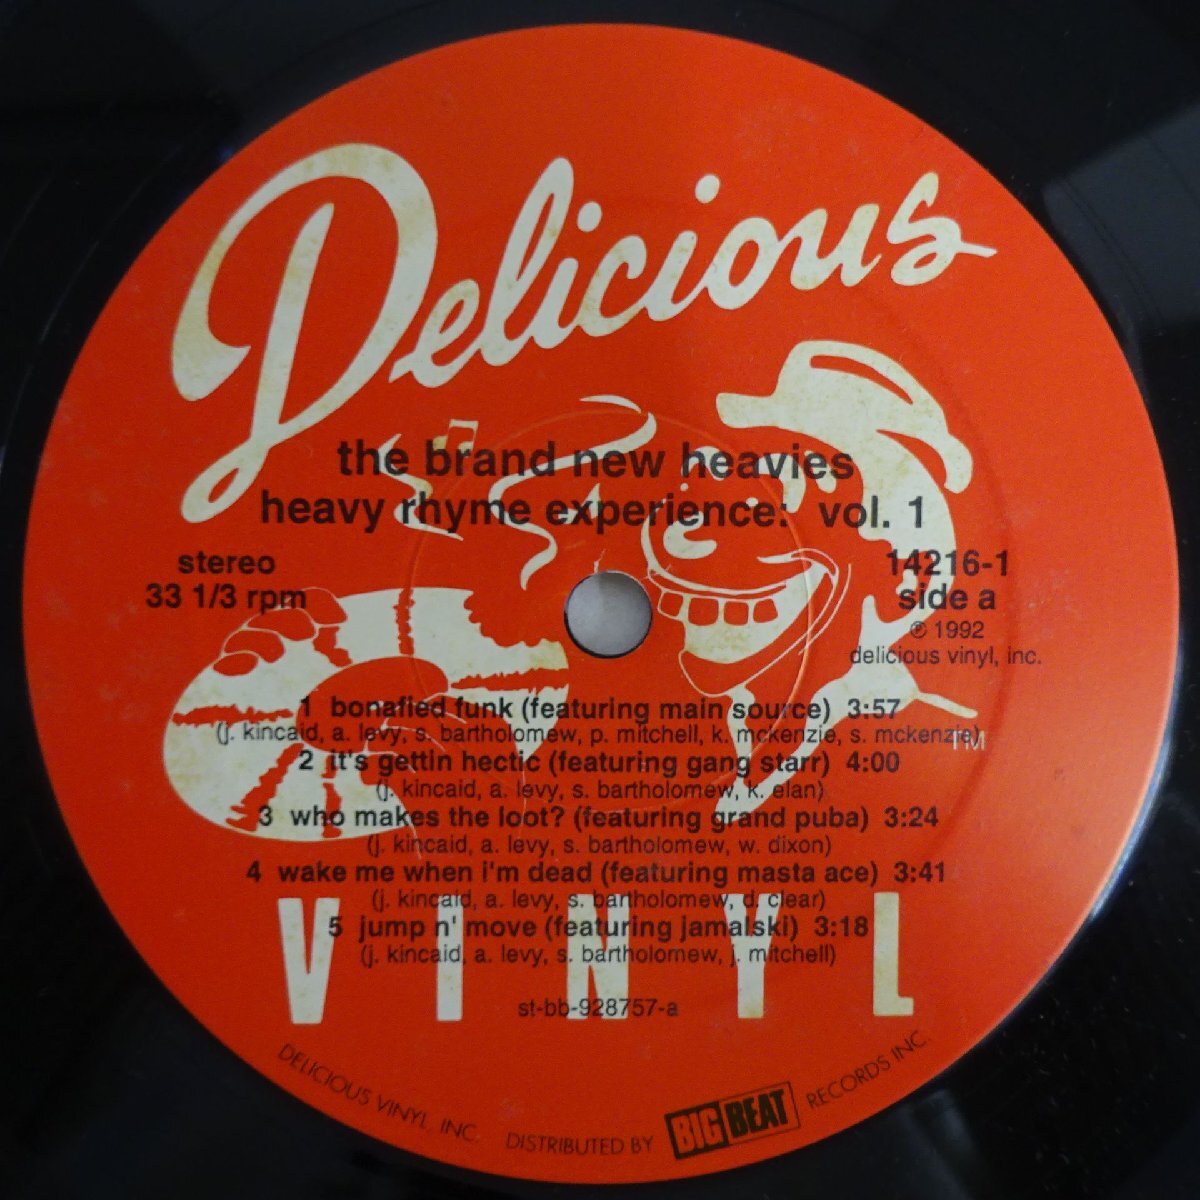 Delicious
the brand new heavies
heavy rhyme experience: vol. 1
stereo
33 1/3 rpm
14216-1
side a
℗ 1992
delicious vinyl, inc.
1 bonafied funk (featuring main source) 3:57
(j. kincaid, a. levy, s. bartholomew, p. mitchell, k. mckenzie, s. mckenzie)
TM
2 it's gettin hectic (featuring gang starr) 4:00
(j. kincaid, a. levy, s. bartholomew, k. elan)
3 who makes the loot? (featuring grand puba) 3:24
(j. kincaid, a. levy, s. bartholomew, w. dixon)
4 wake me when i'm dead (featuring masta ace) 3:41
(j. kincaid, a. levy, s. bartholomew, d. clear)
5 jump n' move (featuring jamalski) 3:18
(j. kincaid, a. levy, s. bartholomew, j. mitchell)
VINYL
st-bb-928757-a
DELICIOUS VINYL, INC. DISTRIBUTED BY BIG BEAT RECORDS INC.